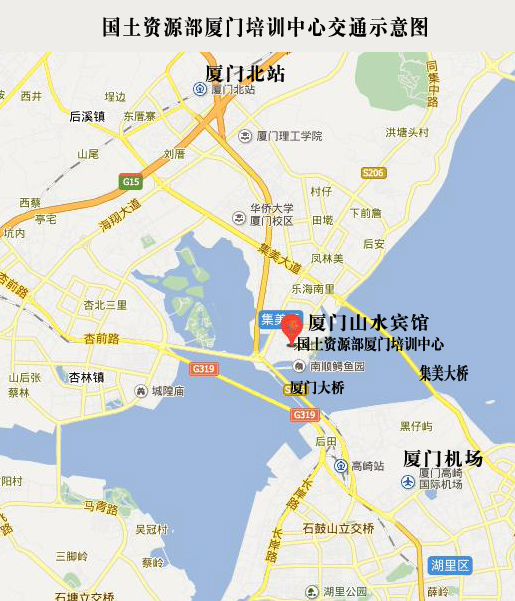 国土资源部厦门培训中心交通示意图
厦门北站
厦门北站
同集中路
西井
埕边
后溪镇
东厝寨
厦门理工学院
洪塘头村
山尾
刘厝
S206
G15
村仔
西蔡
华侨大学
厦门校区
下前詹
亭宅
海翔大道
田墘
坑内
后安
集美大道
凤林美
杏前路
乐海南里
杏北三里
集美区
厦门山水宾馆
杏前路
国土资源部厦门培训中心
G319
南顺鳄鱼园
山后张
杏林镇
集美大桥
蔡林
城隍庙
厦门大桥
G319
黑仔屿
后田
厦门机场
高崎站
厦门高崎
国际机场
阳村
长岸路
马青路
吴冠村
石鼓山立交桥
长岸路
三脚岭
蔡岭
湖里区
石塘立交桥
湖里公园
薛岭